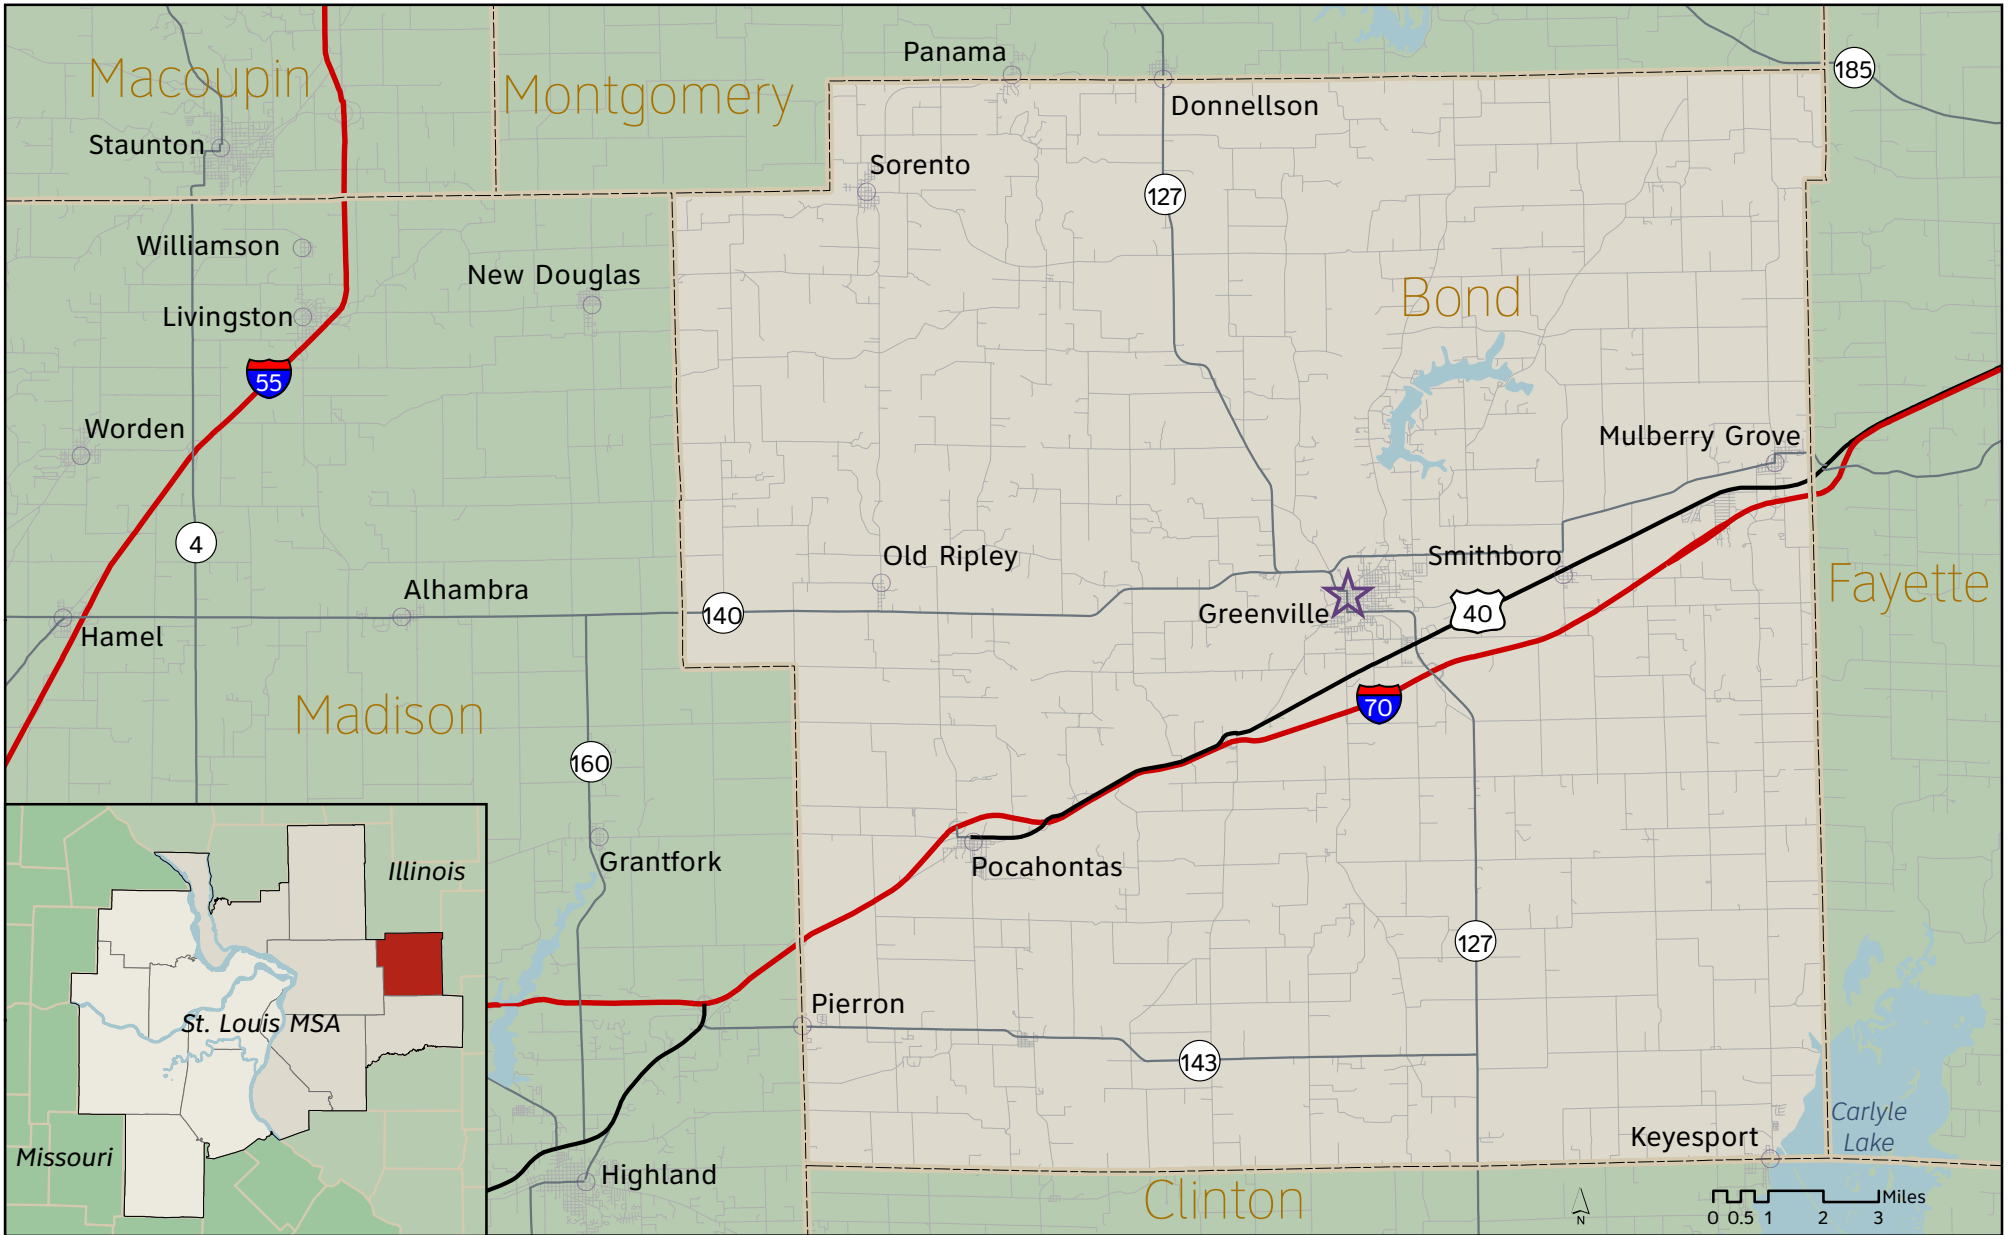 Panama
185
Macoupin
Montgomery
Donnellson
Staunton
Sorento
127
Williamson
New Douglas
Bond
Livingston
55
Worden
Mulberry Grove
4
Old Ripley
Smithboro
Alhambra
Fayette
140
Greenville
40
Hamel
Madison
70
160
Grantfork
Pocahontas
Illinois
127
Pierron
St. Louis MSA
143
Carlyle
Lake
Keyesport
Missouri
Highland
Clinton
N
Miles
0 0.5 1 2 3